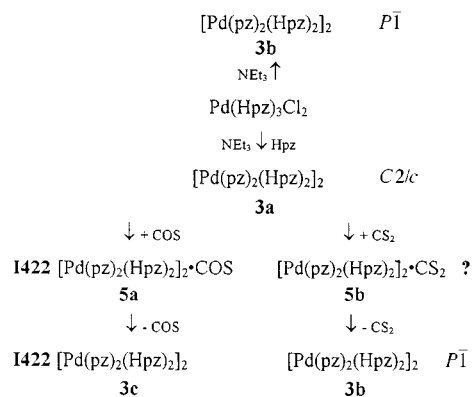 [Pd(pz)₂(Hpz)₂]₂ P1̅
3b
NEt₃ ↑
Pd(Hpz)₃Cl₂
NEt₃ ↓ Hpz
[Pd(pz)₂(Hpz)₂]₂ C2/c
3a
↓ + COS ↓ + CS₂
I422 [Pd(pz)₂(Hpz)₂]₂•COS [Pd(pz)₂(Hpz)₂]₂•CS₂ ?
5a 5b
↓ - COS ↓ - CS₂
I422 [Pd(pz)₂(Hpz)₂]₂ [Pd(pz)₂(Hpz)₂]₂ P1̅
3c 3b